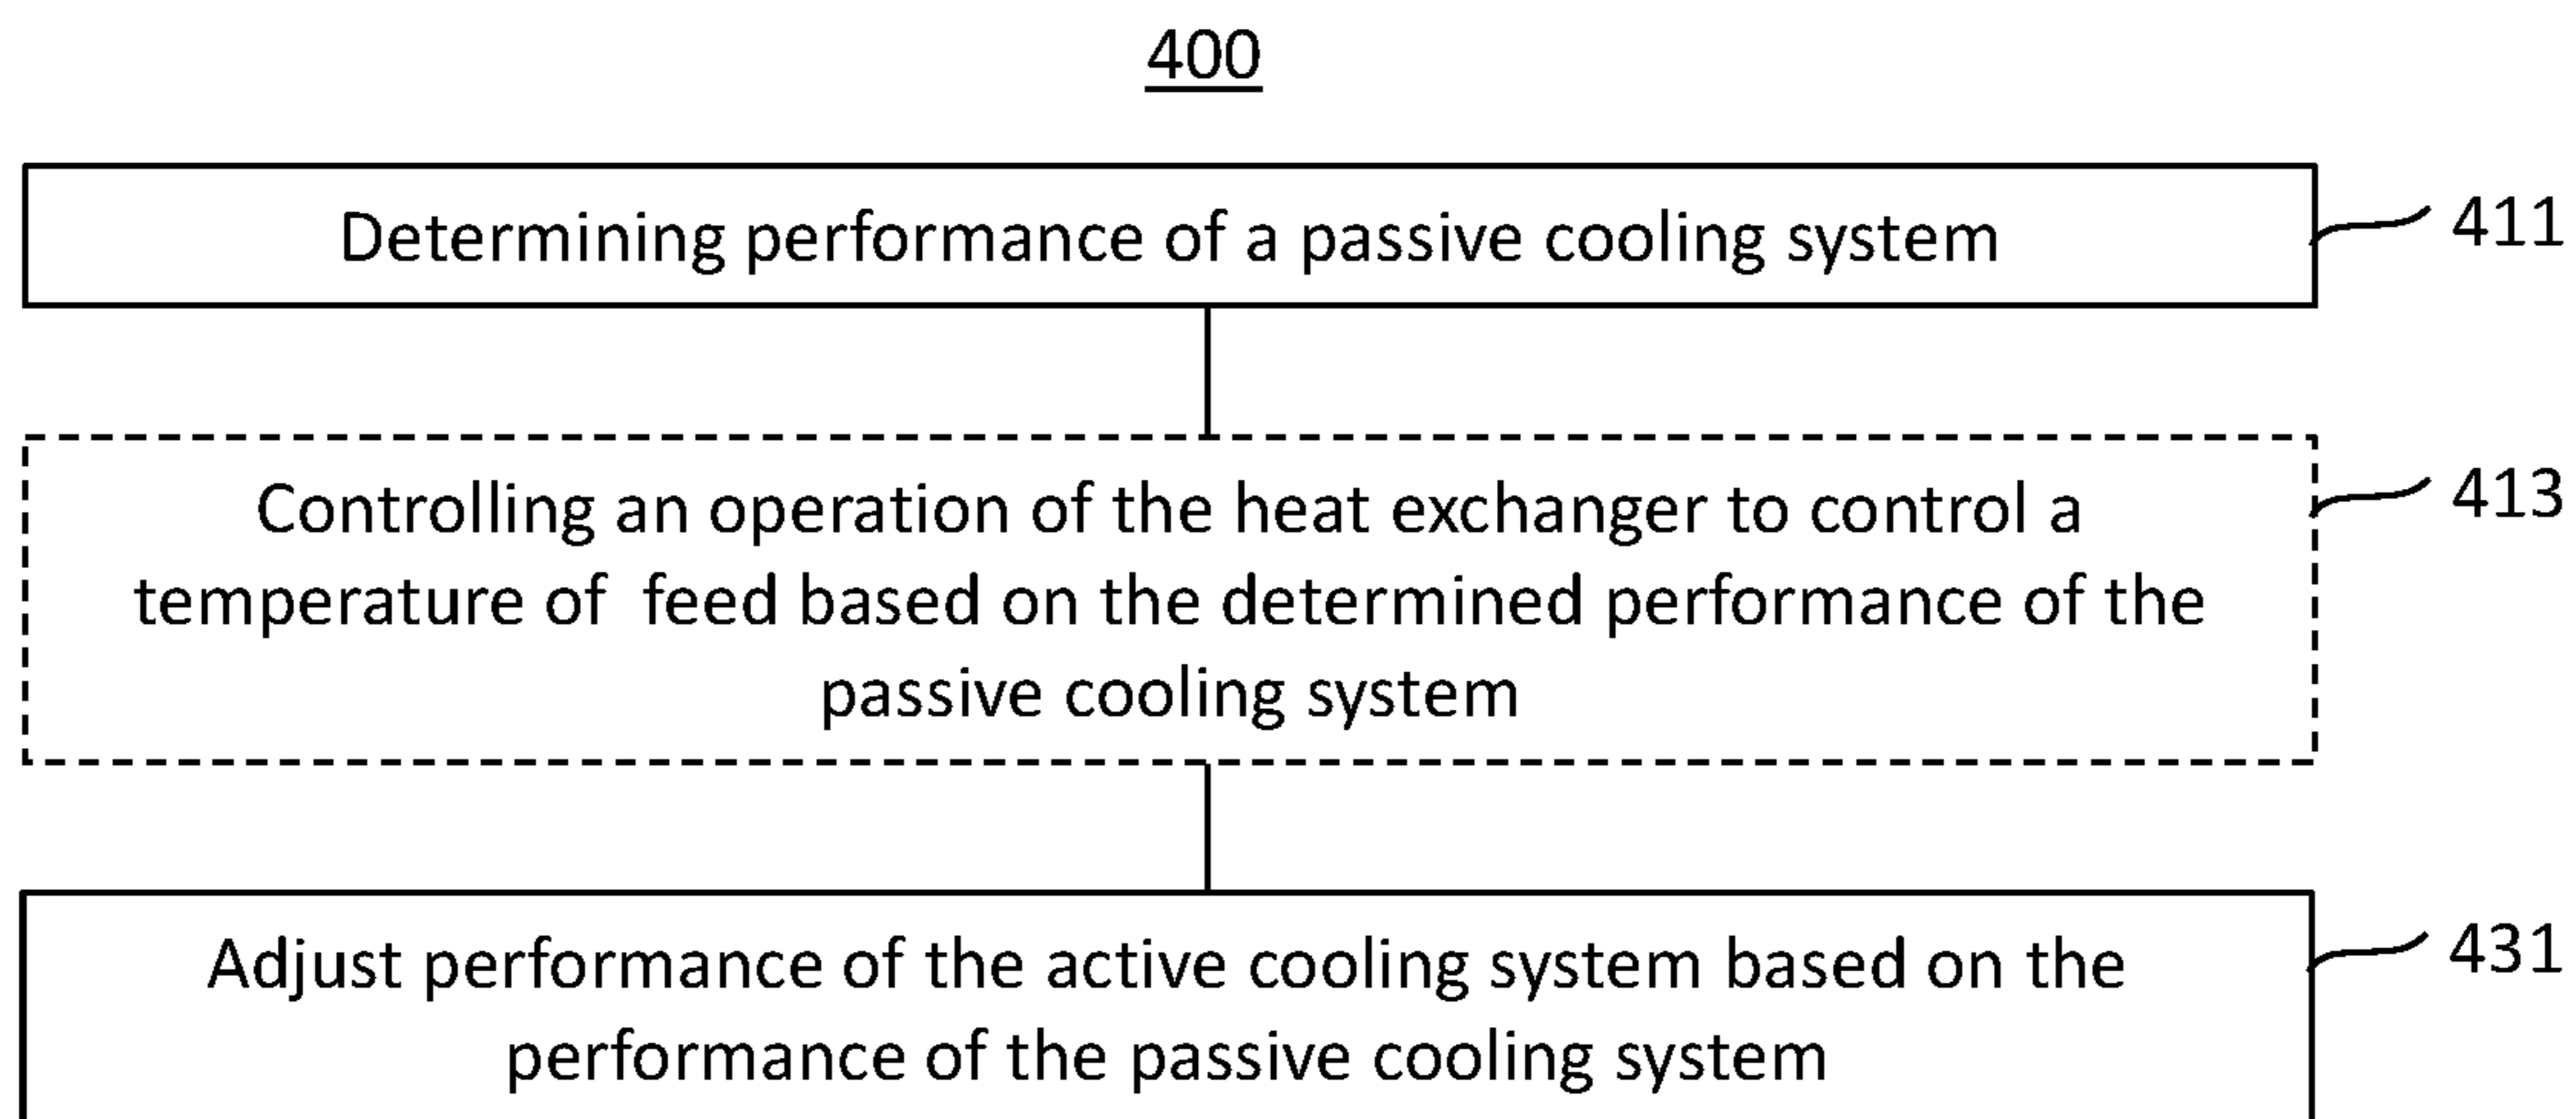 400
Determining performance of a passive cooling system
411
Controlling an operation of the heat exchanger to control a
temperature of  feed based on the determined performance of the
passive cooling system
413
Adjust performance of the active cooling system based on the
performance of the passive cooling system
431